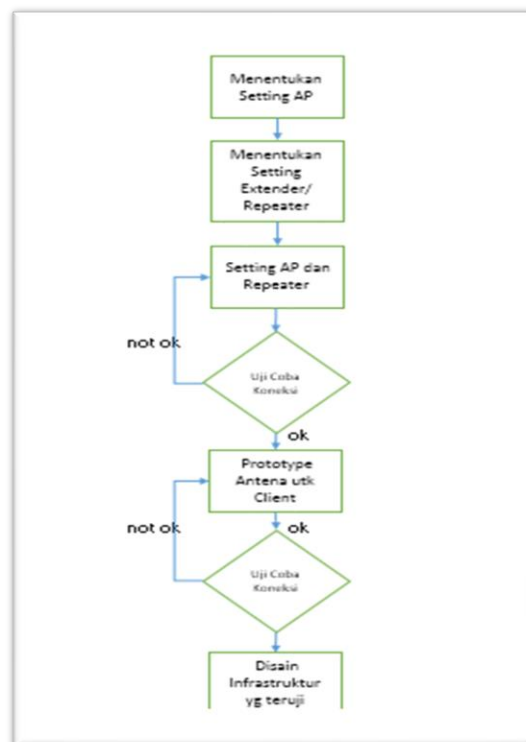 Menentukan
Setting AP
Menentukan
Setting
Extender/
Repeater
Setting AP dan
Repeater
not ok
Uji Coba
Koneksi
ok
Prototype
Antena utk
Client
not ok
ok
Uji Coba
Koneksi
Disain
Infrastruktur
yg teruji